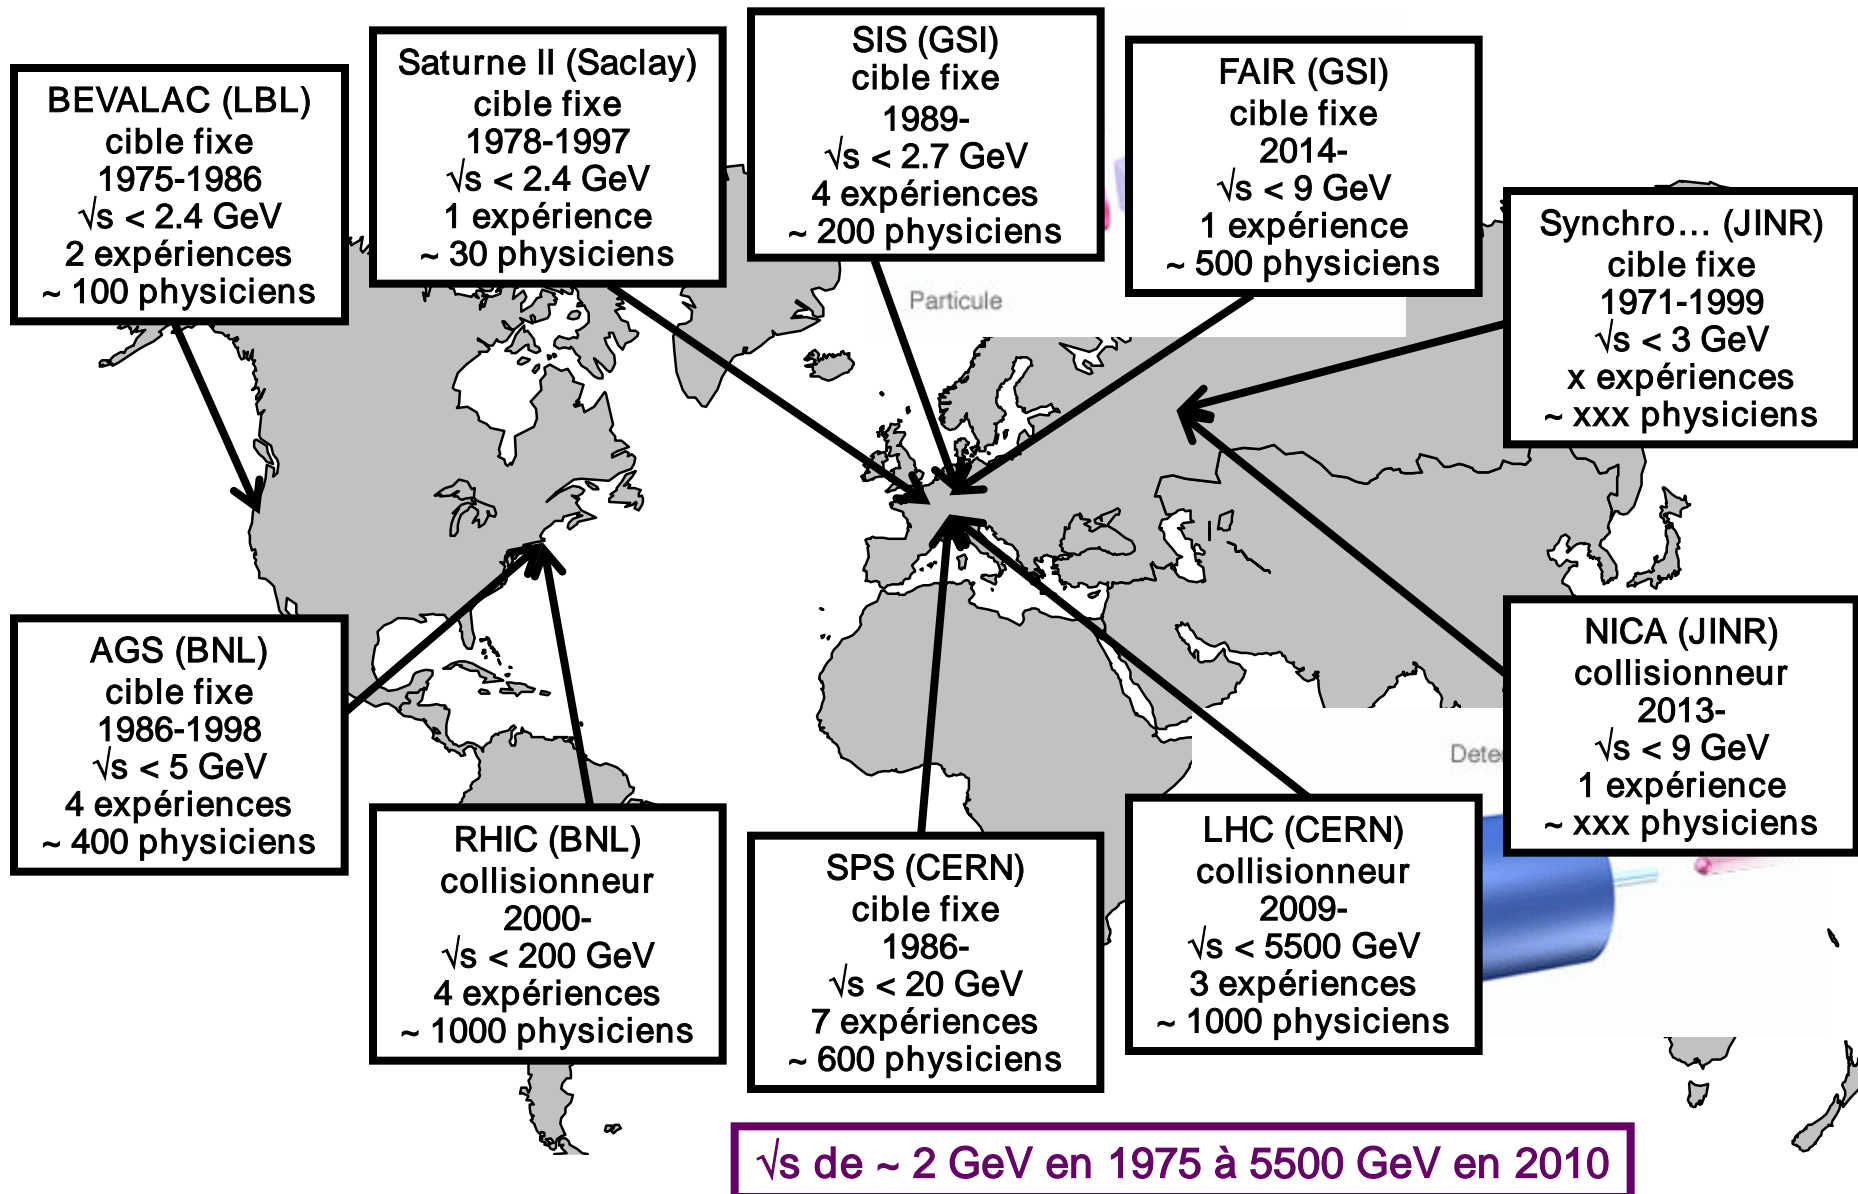 BEVALAC (LBL)
cible fixe
1975-1986
√s < 2.4 GeV
2 expériences
~ 100 physiciens
Saturne II (Saclay)
cible fixe
1978-1997
√s < 2.4 GeV
1 expérience
~ 30 physiciens
SIS (GSI)
cible fixe
1989-
√s < 2.7 GeV
4 expériences
~ 200 physiciens
FAIR (GSI)
cible fixe
2014-
√s < 9 GeV
1 expérience
~ 500 physiciens
Synchro... (JINR)
cible fixe
1971-1999
√s < 3 GeV
x expériences
~ xxx physiciens
Particule
AGS (BNL)
cible fixe
1986-1998
√s < 5 GeV
4 expériences
~ 400 physiciens
RHIC (BNL)
collisionneur
2000-
√s < 200 GeV
4 expériences
~ 1000 physiciens
SPS (CERN)
cible fixe
1986-
√s < 20 GeV
7 expériences
~ 600 physiciens
LHC (CERN)
collisionneur
2009-
√s < 5500 GeV
3 expériences
~ 1000 physiciens
NICA (JINR)
collisionneur
2013-
√s < 9 GeV
1 expérience
~ xxx physiciens
√s de ~ 2 GeV en 1975 à 5500 GeV en 2010